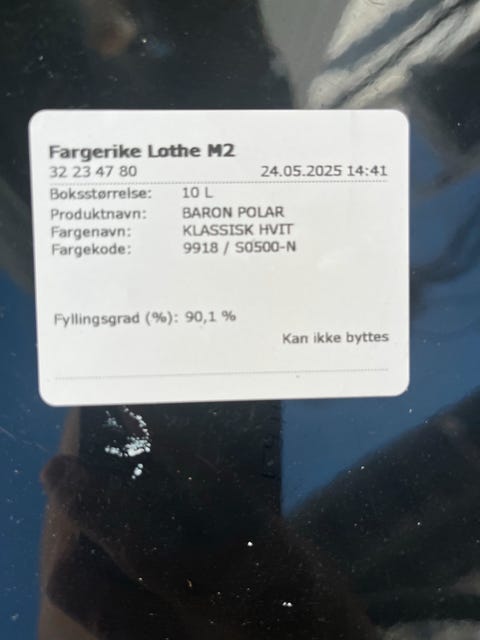 Fargerike Lothe M2
32 23 47 80 24.05.2025 14:41
Boksstørrelse: 10 L
Produktnavn: BARON POLAR
Fargenavn: KLASSISK HVIT
Fargekode: 9918 / S0500-N
Fyllingsgrad (%): 90,1 %
Kan ikke byttes